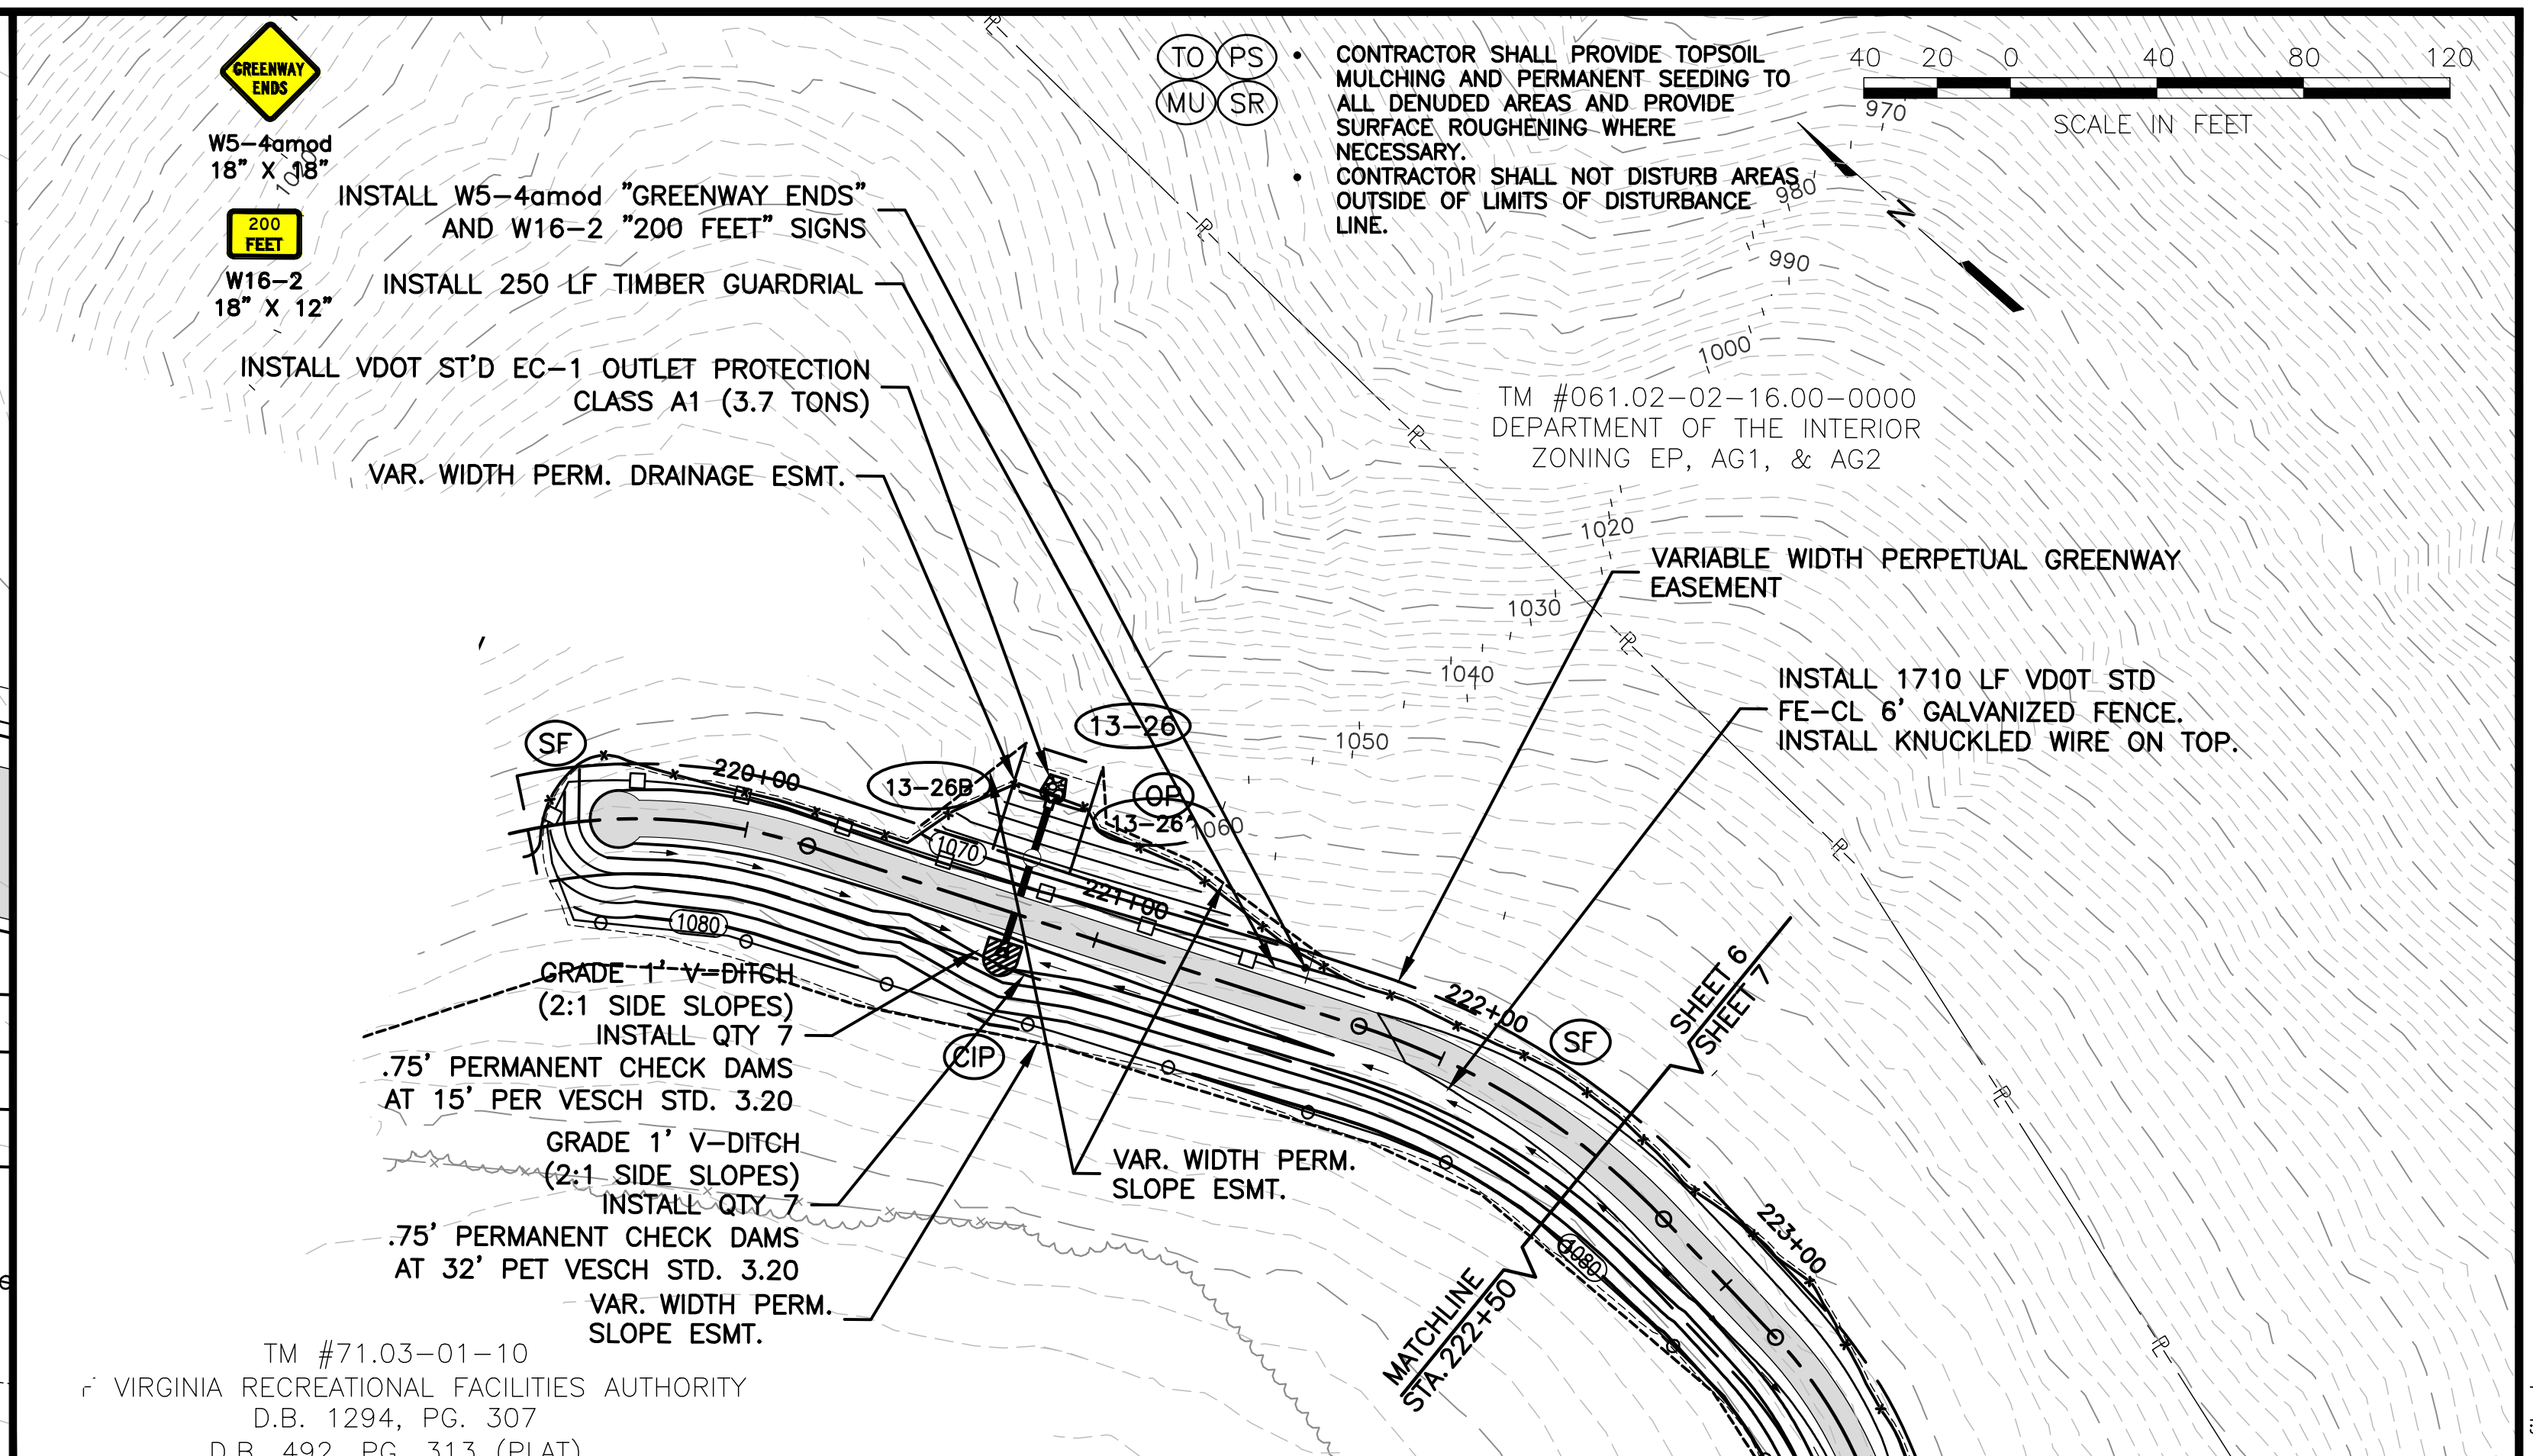 GREENWAY
ENDS
W5-4amod
18" X 18"
200
FEET
W16-2
18" X 12"
INSTALL W5-4amod "GREENWAY ENDS"
AND W16-2 "200 FEET" SIGNS
INSTALL 250 LF TIMBER GUARDRIAL
INSTALL VDOT ST'D EC-1 OUTLET PROTECTION
CLASS A1 (3.7 TONS)
VAR. WIDTH PERM. DRAINAGE ESMT.
TO PS
MU SR
• CONTRACTOR SHALL PROVIDE TOPSOIL
MULCHING AND PERMANENT SEEDING TO
ALL DENUDED AREAS AND PROVIDE
SURFACE ROUGHENING WHERE
NECESSARY.
• CONTRACTOR SHALL NOT DISTURB AREAS
OUTSIDE OF LIMITS OF DISTURBANCE
LINE.
40 20 0 40 80 120
SCALE IN FEET
N
970
980
990
1000
TM #061.02-02-16.00-0000
DEPARTMENT OF THE INTERIOR
ZONING EP, AG1, & AG2
1020
1030
1040
1050
1060
VARIABLE WIDTH PERPETUAL GREENWAY
EASEMENT
INSTALL 1710 LF VDOT STD
FE-CL 6' GALVANIZED FENCE.
INSTALL KNUCKLED WIRE ON TOP.
SF
220+00
13-26B
13-26
OP
13-26A
1070
221+00
1080
222+00
SF
223+00
1080
CIP
GRADE 1' V-DITCH
(2:1 SIDE SLOPES)
INSTALL QTY 7
.75' PERMANENT CHECK DAMS
AT 15' PER VESCH STD. 3.20
GRADE 1' V-DITCH
(2:1 SIDE SLOPES)
INSTALL QTY 7
.75' PERMANENT CHECK DAMS
AT 32' PET VESCH STD. 3.20
VAR. WIDTH PERM.
SLOPE ESMT.
VAR. WIDTH PERM.
SLOPE ESMT.
SHEET 6
SHEET 7
MATCHLINE
STA. 222+50
TM #71.03-01-10
VIRGINIA RECREATIONAL FACILITIES AUTHORITY
D.B. 1294, PG. 307
D.B. 492, PG. 313 (PLAT)